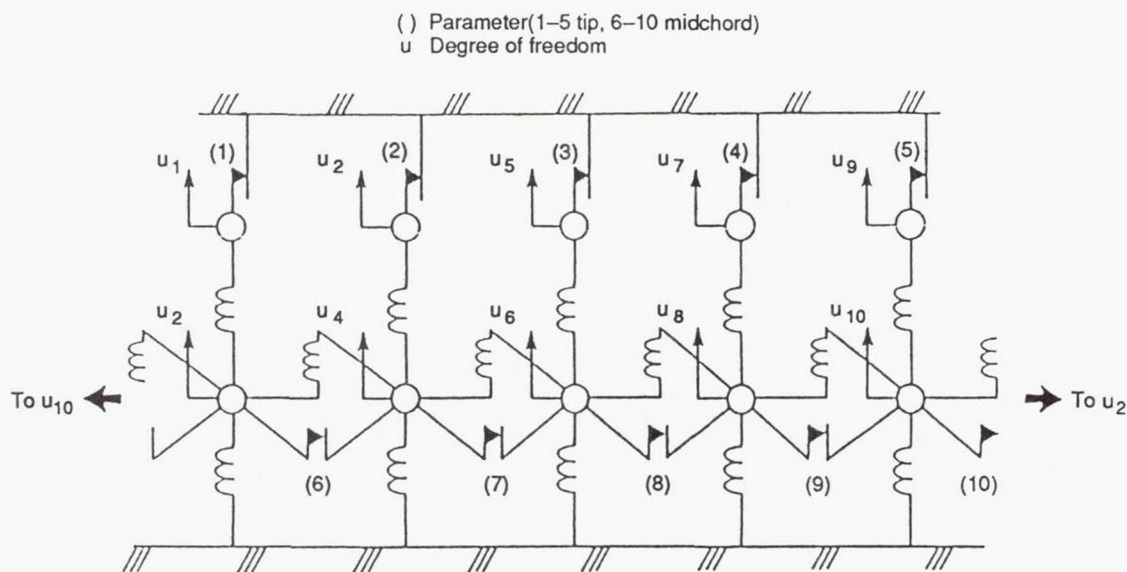 ( ) Parameter(1–5 tip, 6–10 midchord)
u Degree of freedom
u1 (1) u2 (2) u5 (3) u7 (4) u9 (5)
u2 u4 u6 u8 u10
To u10 To u2
(6) (7) (8) (9) (10)